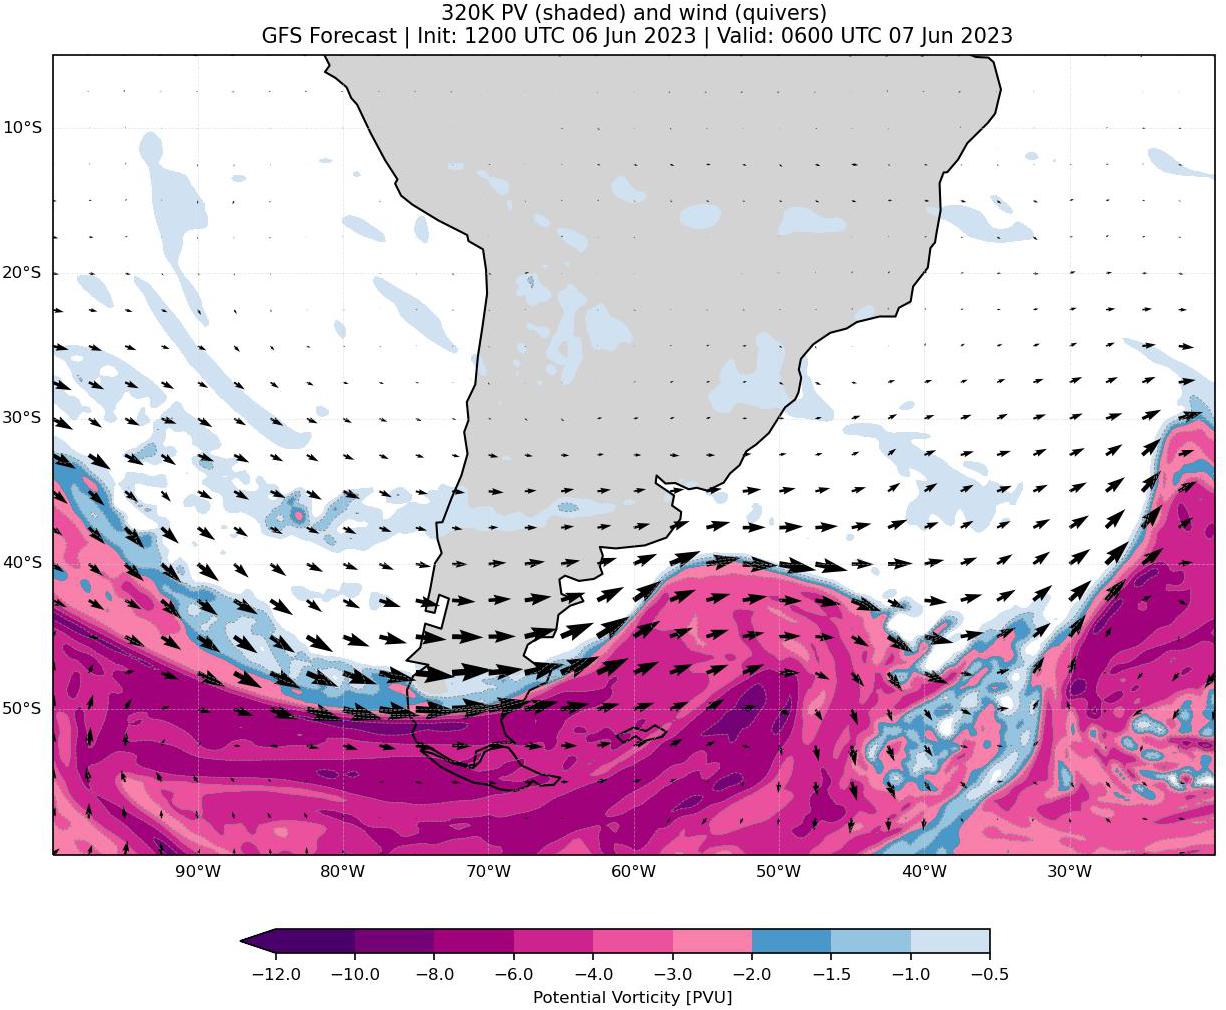 320K PV (shaded) and wind (quivers)
GFS Forecast | Init: 1200 UTC 06 Jun 2023 | Valid: 0600 UTC 07 Jun 2023
10°S
20°S
30°S
40°S
50°S
90°W 80°W 70°W 60°W 50°W 40°W 30°W
−12.0 −10.0 −8.0 −6.0 −4.0 −3.0 −2.0 −1.5 −1.0 −0.5
Potential Vorticity [PVU]